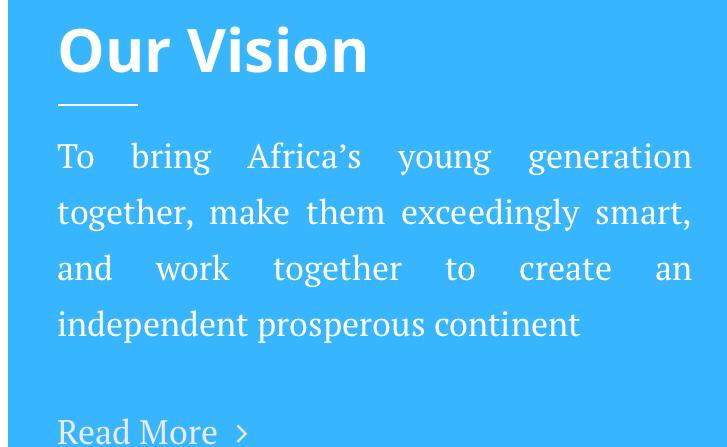 Our Vision
To bring Africa’s young generation
together, make them exceedingly smart,
and work together to create an
independent prosperous continent
Read More >